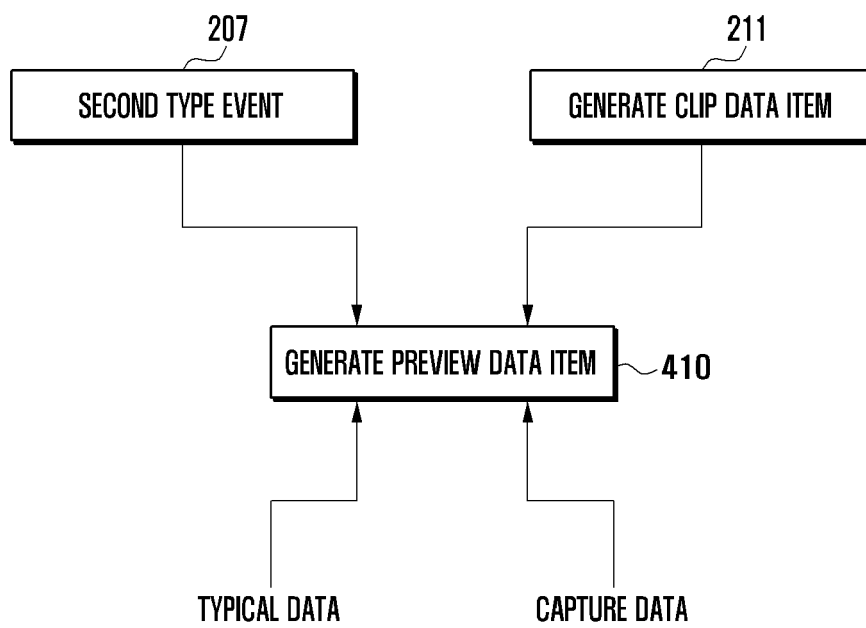 207
211
SECOND TYPE EVENT
GENERATE CLIP DATA ITEM
GENERATE PREVIEW DATA ITEM
410
TYPICAL DATA
CAPTURE DATA